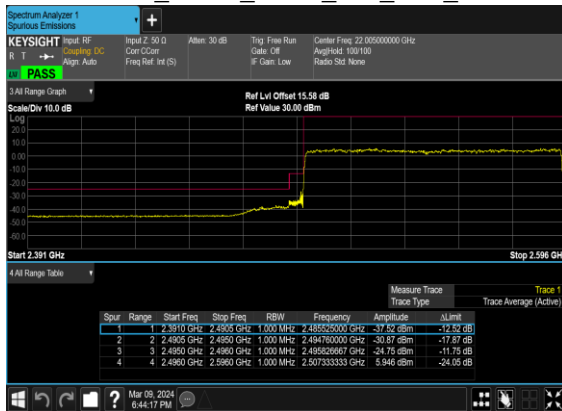 Spectrum Analyzer 1
Spurious Emissions
KEYSIGHT
R T
Input: RF
Coupling: DC
Align: Auto
Input Z: 50 Ω
Corr CCorr
Freq Ref: Int (S)
Atten: 30 dB
Trig: Free Run
Gate: Off
IF Gain: Low
Center Freq: 22.005000000 GHz
Avg|Hold: 100/100
Radio Std: None
PASS
3 All Range Graph
Ref Lvl Offset 15.58 dB
Scale/Div 10.0 dB
Ref Value 30.00 dBm
Log
20.0
10.0
0.00
-10.0
-20.0
-30.0
-40.0
-50.0
-60.0
Start 2.391 GHz
Stop 2.596 GH
4 All Range Table
Measure Trace Trace 1
Trace Type Trace Average (Active)
Spur Range Start Freq Stop Freq RBW Frequency Amplitude ΔLimit
1 1 2.3910 GHz 2.4905 GHz 1.000 MHz 2.485525000 GHz -37.52 dBm -12.52 dB
2 2 2.4905 GHz 2.4950 GHz 1.000 MHz 2.494760000 GHz -30.87 dBm -17.87 dB
3 3 2.4950 GHz 2.4960 GHz 1.000 MHz 2.495826667 GHz -24.75 dBm -11.75 dB
4 4 2.4960 GHz 2.5960 GHz 1.000 MHz 2.507333333 GHz 5.946 dBm -24.05 dB
Mar 09, 2024
6:44:17 PM